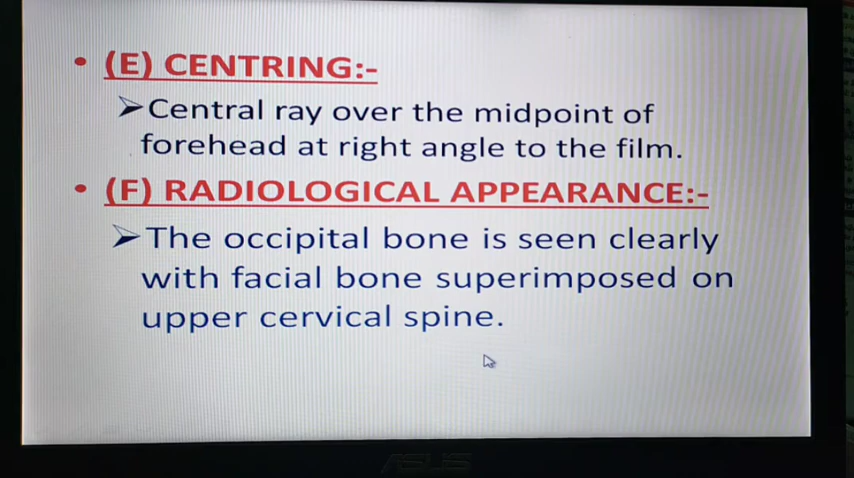 • (E) CENTRING:-
➢Central ray over the midpoint of
forehead at right angle to the film.
• (F) RADIOLOGICAL APPEARANCE:-
➢The occipital bone is seen clearly
with facial bone superimposed on
upper cervical spine.
ASUS